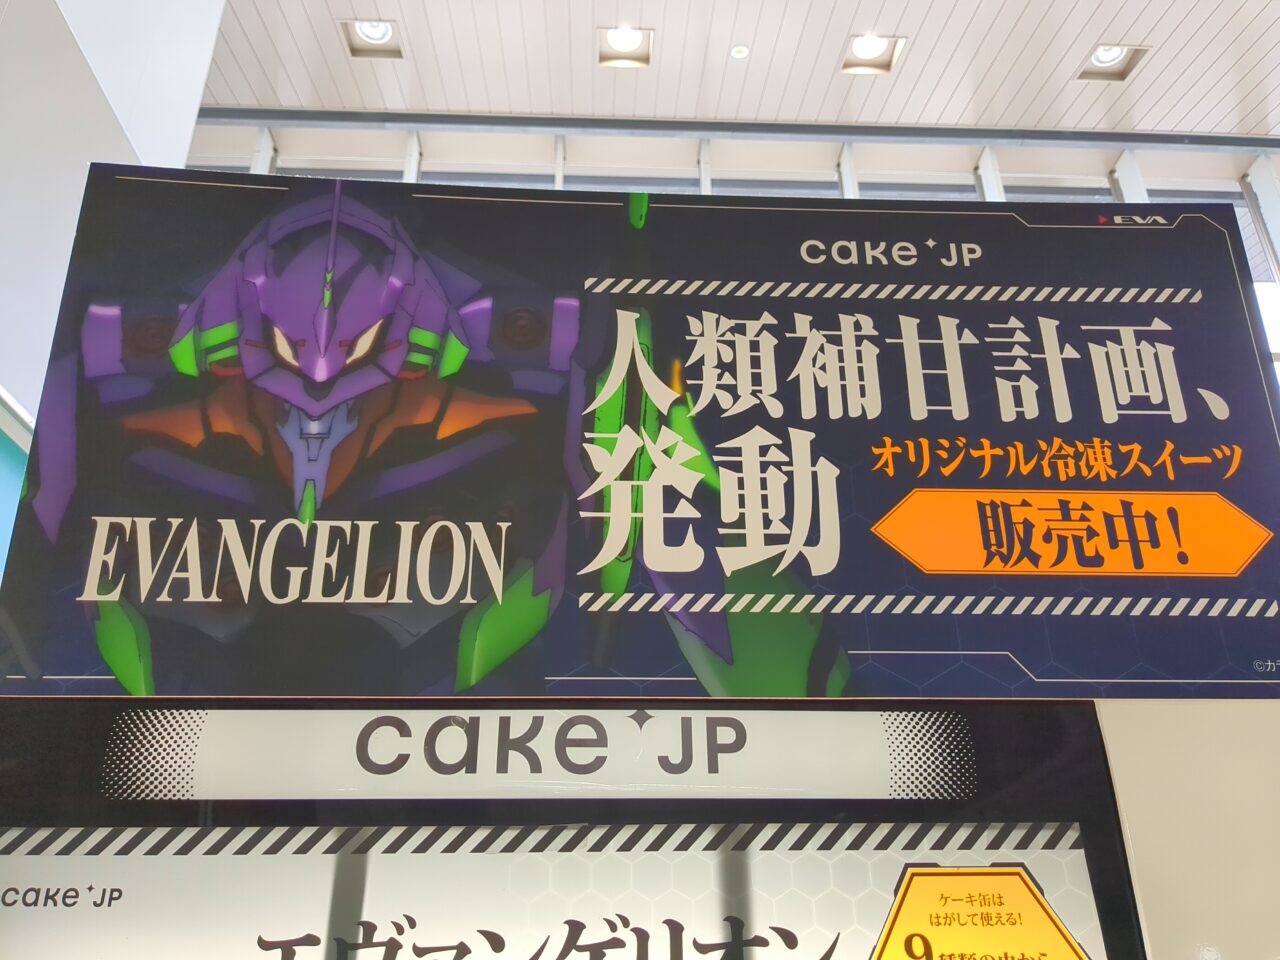 EVA
cake.JP
人類補甘計画、
発動
オリジナル冷凍スイーツ
販売中!
EVANGELION
©カラ
cake.JP
cake.JP
エヴァンゲリオン
ケーキ缶は
はがして使える!
9種類の中から